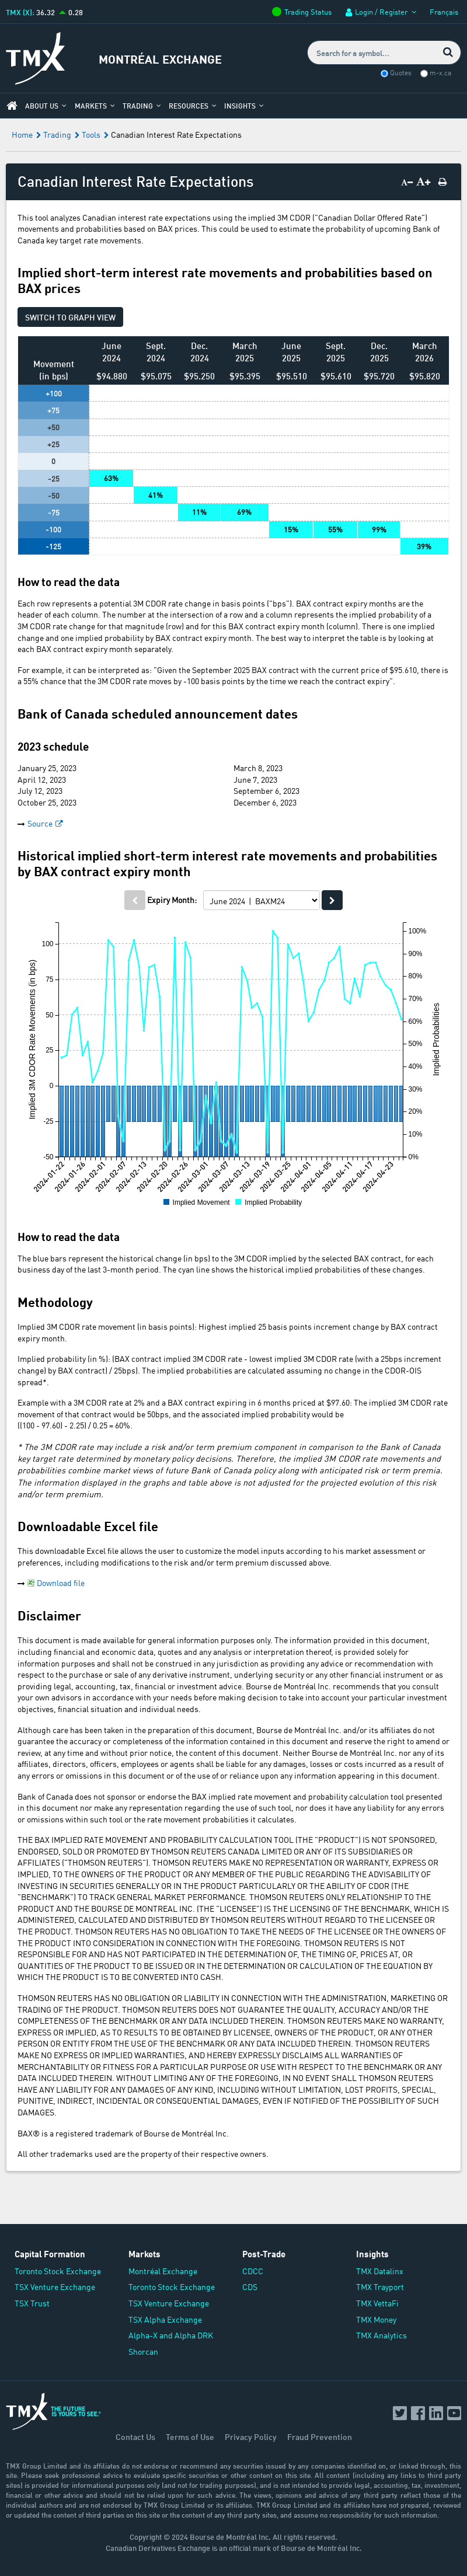 TMX (X): 36.32 0.28
Trading Status Login / Register Français
TMX MONTRÉAL EXCHANGE
Search for a symbol...
Quotes m-x.ca
ABOUT US MARKETS TRADING RESOURCES INSIGHTS
Home Trading Tools Canadian Interest Rate Expectations
Canadian Interest Rate Expectations
A- A+
This tool analyzes Canadian interest rate expectations using the implied 3M CDOR ("Canadian Dollar Offered Rate")
movements and probabilities based on BAX prices. This could be used to estimate the probability of upcoming Bank of
Canada key target rate movements.
Implied short-term interest rate movements and probabilities based on
BAX prices
SWITCH TO GRAPH VIEW
Movement (in bps) June 2024 Sept. 2024 Dec. 2024 March 2025 June 2025 Sept. 2025 Dec. 2025 March 2026
$94.880 $95.075 $95.250 $95.395 $95.510 $95.610 $95.720 $95.820
+100
+75
+50
+25
0
-25 63%
-50 41%
-75 11% 69%
-100 15% 55% 99%
-125 39%
How to read the data
Each row represents a potential 3M CDOR rate change in basis points ("bps"). BAX contract expiry months are the
header of each column. The number at the intersection of a row and a column represents the implied probability of a
3M CDOR rate change for that magnitude (row) and for this BAX contract expiry month (column). There is one implied
change and one implied probability by BAX contract expiry month. The best way to interpret the table is by looking at
each BAX contract expiry month separately.
For example, it can be interpreted as: "Given the September 2025 BAX contract with the current price of $95.610, there is
a 55% chance that the 3M CDOR rate moves by -100 basis points by the time we reach the contract expiry".
Bank of Canada scheduled announcement dates
2023 schedule
January 25, 2023 March 8, 2023
April 12, 2023 June 7, 2023
July 12, 2023 September 6, 2023
October 25, 2023 December 6, 2023
Source
Historical implied short-term interest rate movements and probabilities
by BAX contract expiry month
Expiry Month: June 2024 | BAXM24
Implied 3M CDOR Rate Movements (in bps)
100
75
50
25
0
-25
-50
100%
90%
80%
70%
60%
50%
40%
30%
20%
10%
0%
Implied Probabilities
2024-01-22 2024-01-26 2024-02-01 2024-02-07 2024-02-13 2024-02-20 2024-02-26 2024-03-01 2024-03-07 2024-03-13 2024-03-19 2024-03-25 2024-04-01 2024-04-05 2024-04-11 2024-04-17 2024-04-23
Implied Movement Implied Probability
How to read the data
The blue bars represent the historical change (in bps) to the 3M CDOR implied by the selected BAX contract, for each
business day of the last 3-month period. The cyan line shows the historical implied probabilities of these changes.
Methodology
Implied 3M CDOR rate movement (in basis points): Highest implied 25 basis points increment change by BAX contract
expiry month.
Implied probability (in %): (BAX contract implied 3M CDOR rate - lowest implied 3M CDOR rate (with a 25bps increment
change) by BAX contract) / 25bps). The implied probabilities are calculated assuming no change in the CDOR-OIS
spread*.
Example with a 3M CDOR rate at 2% and a BAX contract expiring in 6 months priced at $97.60: The implied 3M CDOR rate
movement of that contract would be 50bps, and the associated implied probability would be
((100 - 97.60) - 2.25) / 0.25 = 60%.
* The 3M CDOR rate may include a risk and/or term premium component in comparison to the Bank of Canada
key target rate determined by monetary policy decisions. Therefore, the implied 3M CDOR rate movements and
probabilities combine market views of future Bank of Canada policy along with anticipated risk or term premia.
The information displayed in the graphs and table above is not adjusted for the projected evolution of this risk
and/or term premium.
Downloadable Excel file
This downloadable Excel file allows the user to customize the model inputs according to his market assessment or
preferences, including modifications to the risk and/or term premium discussed above.
Download file
Disclaimer
This document is made available for general information purposes only. The information provided in this document,
including financial and economic data, quotes and any analysis or interpretation thereof, is provided solely for
information purposes and shall not be construed in any jurisdiction as providing any advice or recommendation with
respect to the purchase or sale of any derivative instrument, underlying security or any other financial instrument or as
providing legal, accounting, tax, financial or investment advice. Bourse de Montréal Inc. recommends that you consult
your own advisors in accordance with your needs before making decision to take into account your particular investment
objectives, financial situation and individual needs.
Although care has been taken in the preparation of this document, Bourse de Montréal Inc. and/or its affiliates do not
guarantee the accuracy or completeness of the information contained in this document and reserve the right to amend or
review, at any time and without prior notice, the content of this document. Neither Bourse de Montréal Inc. nor any of its
affiliates, directors, officers, employees or agents shall be liable for any damages, losses or costs incurred as a result of
any errors or omissions in this document or of the use of or reliance upon any information appearing in this document.
Bank of Canada does not sponsor or endorse the BAX implied rate movement and probability calculation tool presented
in this document nor make any representation regarding the use of such tool, nor does it have any liability for any errors
or omissions within such tool or the rate movement probabilities it calculates.
THE BAX IMPLIED RATE MOVEMENT AND PROBABILITY CALCULATION TOOL (THE "PRODUCT") IS NOT SPONSORED,
ENDORSED, SOLD OR PROMOTED BY THOMSON REUTERS CANADA LIMITED OR ANY OF ITS SUBSIDIARIES OR
AFFILIATES ("THOMSON REUTERS"). THOMSON REUTERS MAKE NO REPRESENTATION OR WARRANTY, EXPRESS OR
IMPLIED, TO THE OWNERS OF THE PRODUCT OR ANY MEMBER OF THE PUBLIC REGARDING THE ADVISABILITY OF
INVESTING IN SECURITIES GENERALLY OR IN THE PRODUCT PARTICULARLY OR THE ABILITY OF CDOR (THE
"BENCHMARK") TO TRACK GENERAL MARKET PERFORMANCE. THOMSON REUTERS ONLY RELATIONSHIP TO THE
PRODUCT AND THE BOURSE DE MONTREAL INC. (THE "LICENSEE") IS THE LICENSING OF THE BENCHMARK, WHICH IS
ADMINISTERED, CALCULATED AND DISTRIBUTED BY THOMSON REUTERS WITHOUT REGARD TO THE LICENSEE OR
THE PRODUCT. THOMSON REUTERS HAS NO OBLIGATION TO TAKE THE NEEDS OF THE LICENSEE OR THE OWNERS OF
THE PRODUCT INTO CONSIDERATION IN CONNECTION WITH THE FOREGOING. THOMSON REUTERS IS NOT
RESPONSIBLE FOR AND HAS NOT PARTICIPATED IN THE DETERMINATION OF, THE TIMING OF, PRICES AT, OR
QUANTITIES OF THE PRODUCT TO BE ISSUED OR IN THE DETERMINATION OR CALCULATION OF THE EQUATION BY
WHICH THE PRODUCT IS TO BE CONVERTED INTO CASH.
THOMSON REUTERS HAS NO OBLIGATION OR LIABILITY IN CONNECTION WITH THE ADMINISTRATION, MARKETING OR
TRADING OF THE PRODUCT. THOMSON REUTERS DOES NOT GUARANTEE THE QUALITY, ACCURACY AND/OR THE
COMPLETENESS OF THE BENCHMARK OR ANY DATA INCLUDED THEREIN. THOMSON REUTERS MAKE NO WARRANTY,
EXPRESS OR IMPLIED, AS TO RESULTS TO BE OBTAINED BY LICENSEE, OWNERS OF THE PRODUCT, OR ANY OTHER
PERSON OR ENTITY FROM THE USE OF THE BENCHMARK OR ANY DATA INCLUDED THEREIN. THOMSON REUTERS
MAKE NO EXPRESS OR IMPLIED WARRANTIES, AND HEREBY EXPRESSLY DISCLAIMS ALL WARRANTIES OF
MERCHANTABILITY OR FITNESS FOR A PARTICULAR PURPOSE OR USE WITH RESPECT TO THE BENCHMARK OR ANY
DATA INCLUDED THEREIN. WITHOUT LIMITING ANY OF THE FOREGOING, IN NO EVENT SHALL THOMSON REUTERS
HAVE ANY LIABILITY FOR ANY DAMAGES OF ANY KIND, INCLUDING WITHOUT LIMITATION, LOST PROFITS, SPECIAL,
PUNITIVE, INDIRECT, INCIDENTAL OR CONSEQUENTIAL DAMAGES, EVEN IF NOTIFIED OF THE POSSIBILITY OF SUCH
DAMAGES.
BAX® is a registered trademark of Bourse de Montréal Inc.
All other trademarks used are the property of their respective owners.
Capital Formation Markets Post-Trade Insights
Toronto Stock Exchange Montréal Exchange CDCC TMX Datalinx
TSX Venture Exchange Toronto Stock Exchange CDS TMX Trayport
TSX Trust TSX Venture Exchange TMX VettaFi
TSX Alpha Exchange TMX Money
Alpha-X and Alpha DRK TMX Analytics
Shorcan
TMX THE FUTURE IS YOURS TO SEE.
Contact Us Terms of Use Privacy Policy Fraud Prevention
TMX Group Limited and its affiliates do not endorse or recommend any securities issued by any companies identified on, or linked through, this
site. Please seek professional advice to evaluate specific securities or other content on this site. All content (including any links to third party
sites) is provided for informational purposes only (and not for trading purposes), and is not intended to provide legal, accounting, tax, investment,
financial or other advice and should not be relied upon for such advice. The views, opinions and advice of any third party reflect those of the
individual authors and are not endorsed by TMX Group Limited or its affiliates. TMX Group Limited and its affiliates have not prepared, reviewed
or updated the content of third parties on this site or the content of any third party sites, and assume no responsibility for such information.
Copyright © 2024 Bourse de Montréal Inc. All rights reserved.
Canadian Derivatives Exchange is an official mark of Bourse de Montréal Inc.